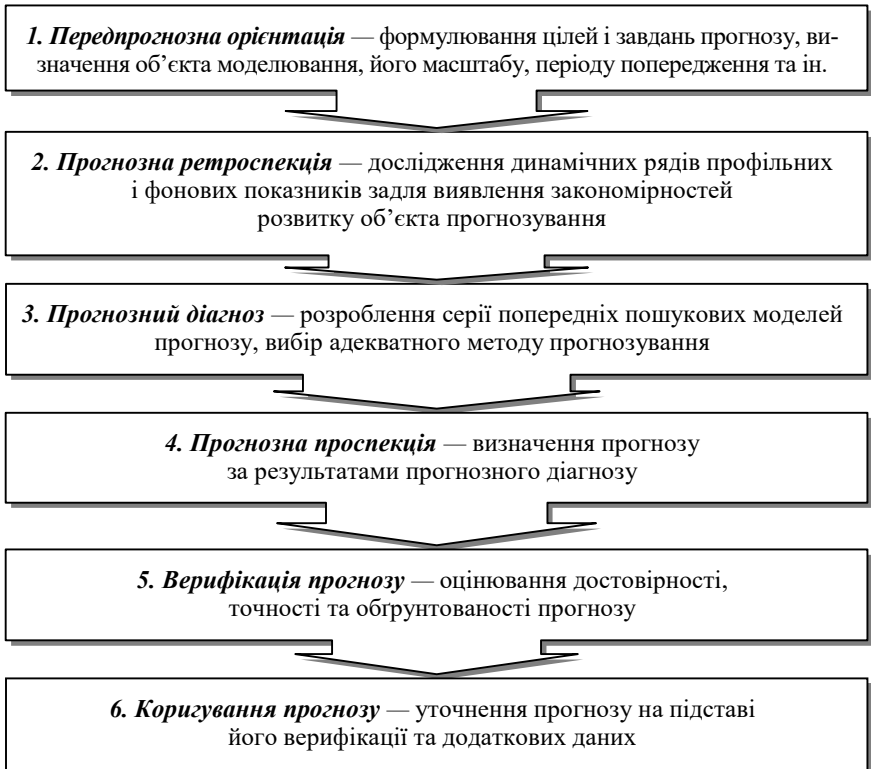 1. Передпрогнозна орієнтація — формулювання цілей і завдань прогнозу, ви-
значення об’єкта моделювання, його масштабу, періоду попередження та ін.
2. Прогнозна ретроспекція — дослідження динамічних рядів профільних
і фонових показників задля виявлення закономірностей
розвитку об’єкта прогнозування
3. Прогнозний діагноз — розроблення серії попередніх пошукових моделей
прогнозу, вибір адекватного методу прогнозування
4. Прогнозна проспекція — визначення прогнозу
за результатами прогнозного діагнозу
5. Верифікація прогнозу — оцінювання достовірності,
точності та обґрунтованості прогнозу
6. Коригування прогнозу — уточнення прогнозу на підставі
його верифікації та додаткових даних